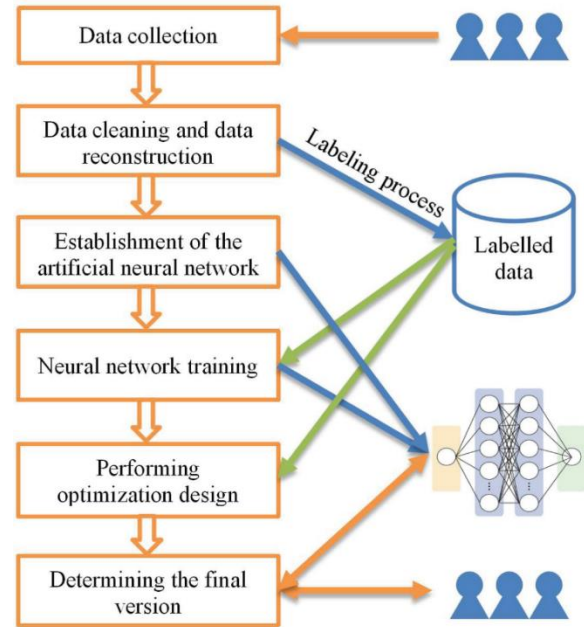 Data collection
Data cleaning and data
reconstruction
Labeling process
Establishment of the
artificial neural network
Labelled
data
Neural network training
Performing
optimization design
Determining the final
version